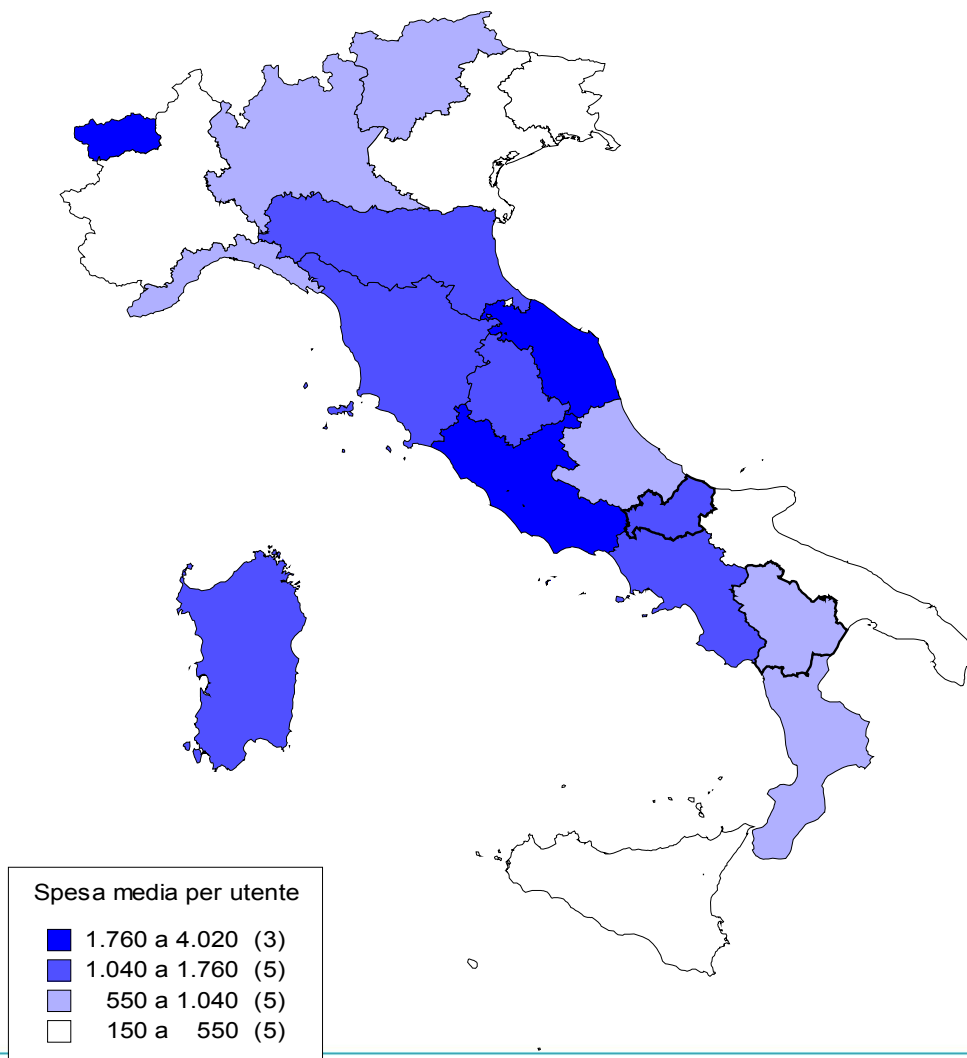 Spesa media per utente
1.760 a 4.020 (3)
1.040 a 1.760 (5)
550 a 1.040 (5)
150 a 550 (5)